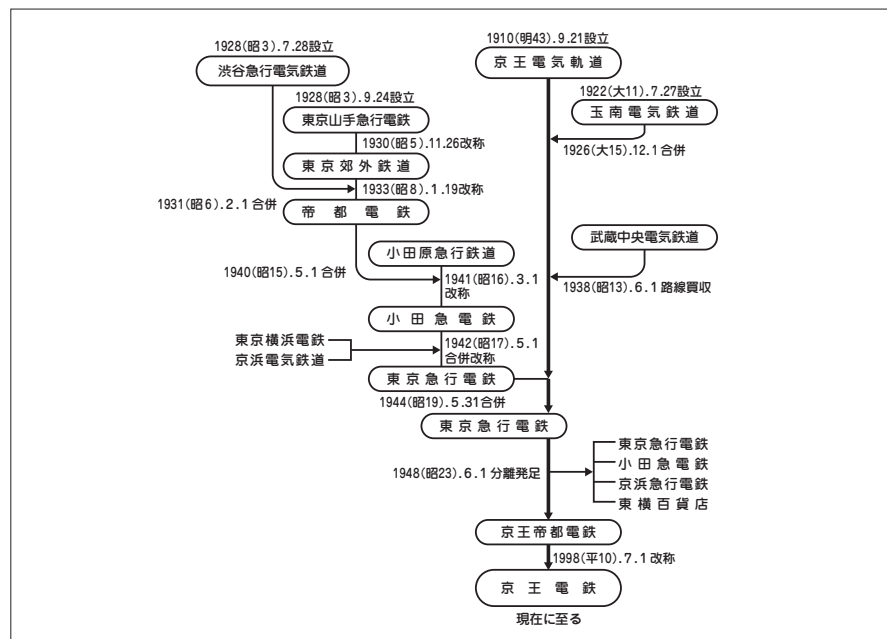 1928(昭3).7.28設立
渋谷急行電気鉄道
1928(昭3).9.24設立
東京山手急行電鉄
1930(昭5).11.26改称
東京郊外鉄道
1933(昭8).1.19改称
1931(昭6).2.1合併
帝都電鉄
小田原急行鉄道
1940(昭15).5.1合併
1941(昭16).3.1
改称
小田急電鉄
東京横浜電鉄
京浜電気鉄道
1942(昭17).5.1
合併改称
東京急行電鉄
1944(昭19).5.31合併
1910(明43).9.21設立
京王電気軌道
1922(大11).7.27設立
玉南電気鉄道
1926(大15).12.1合併
武蔵中央電気鉄道
1938(昭13).6.1路線買収
東京急行電鉄
1948(昭23).6.1分離発足
東京急行電鉄
小田急電鉄
京浜急行電鉄
東横百貨店
京王帝都電鉄
1998(平10).7.1改称
京王電鉄
現在に至る